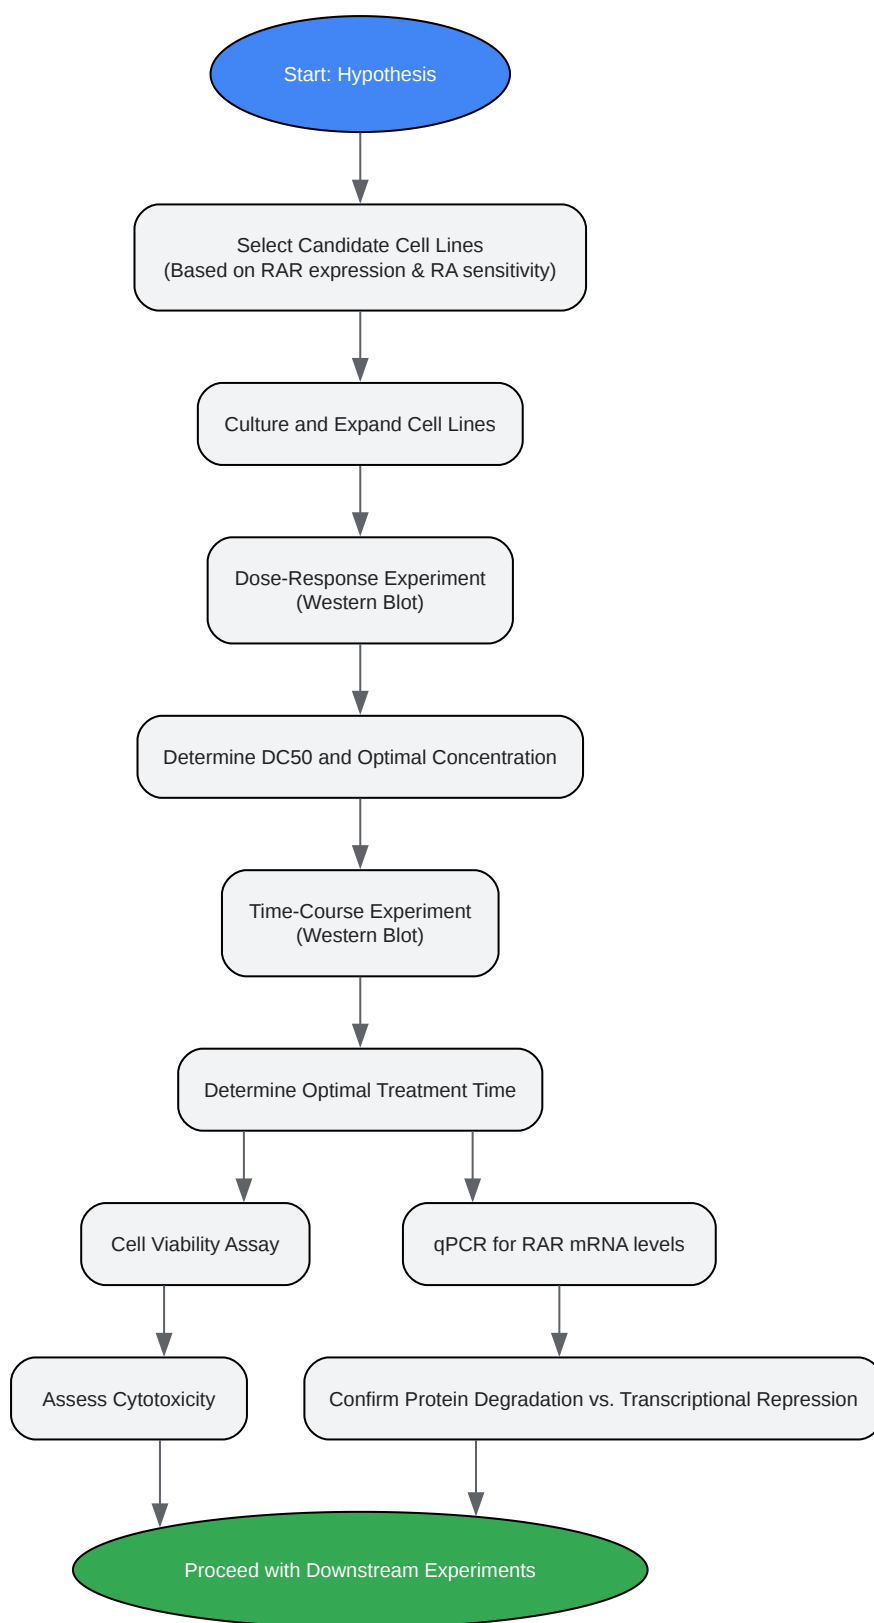 Start: Hypothesis
Select Candidate Cell Lines
(Based on RAR expression & RA sensitivity)
Culture and Expand Cell Lines
Dose-Response Experiment
(Western Blot)
Determine DC50 and Optimal Concentration
Time-Course Experiment
(Western Blot)
Determine Optimal Treatment Time
Cell Viability Assay
qPCR for RAR mRNA levels
Assess Cytotoxicity
Confirm Protein Degradation vs. Transcriptional Repression
Proceed with Downstream Experiments